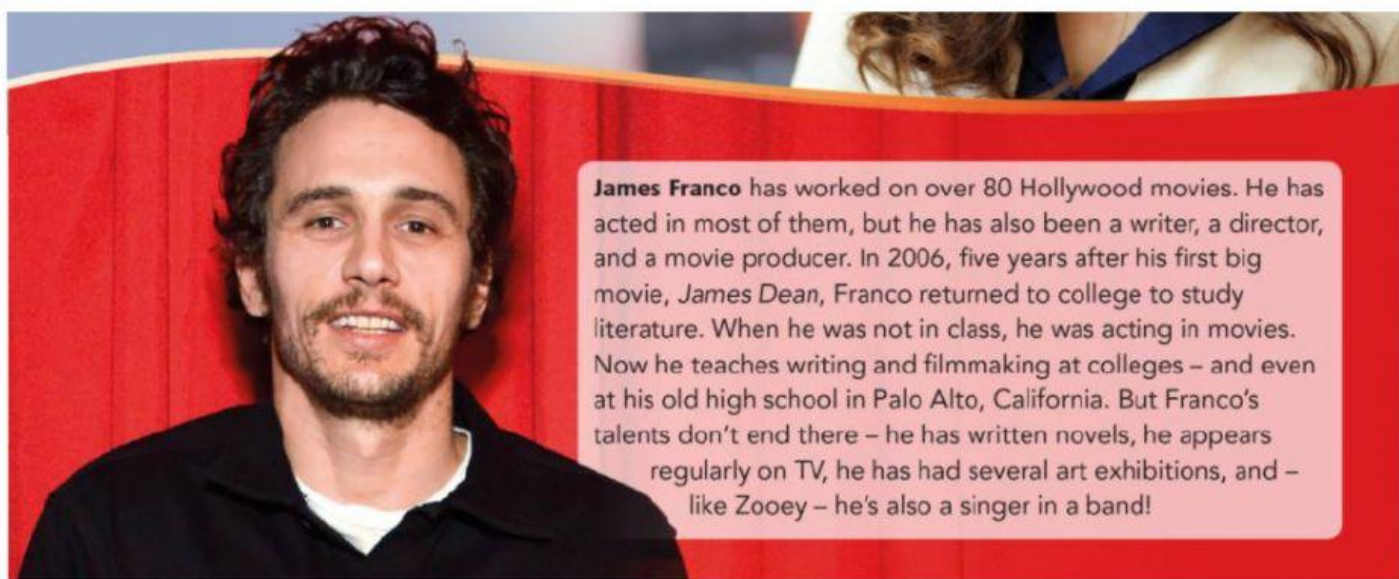 James Franco has worked on over 80 Hollywood movies. He has
acted in most of them, but he has also been a writer, a director,
and a movie producer. In 2006, five years after his first big
movie, James Dean, Franco returned to college to study
literature. When he was not in class, he was acting in movies.
Now he teaches writing and filmmaking at colleges – and even
at his old high school in Palo Alto, California. But Franco's
talents don't end there – he has written novels, he appears
regularly on TV, he has had several art exhibitions, and –
like Zooey – he's also a singer in a band!